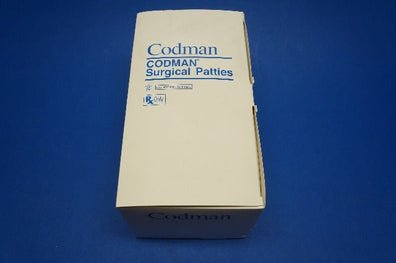 Codman
CODMAN®
Surgical Patties
Rx Only
Codman